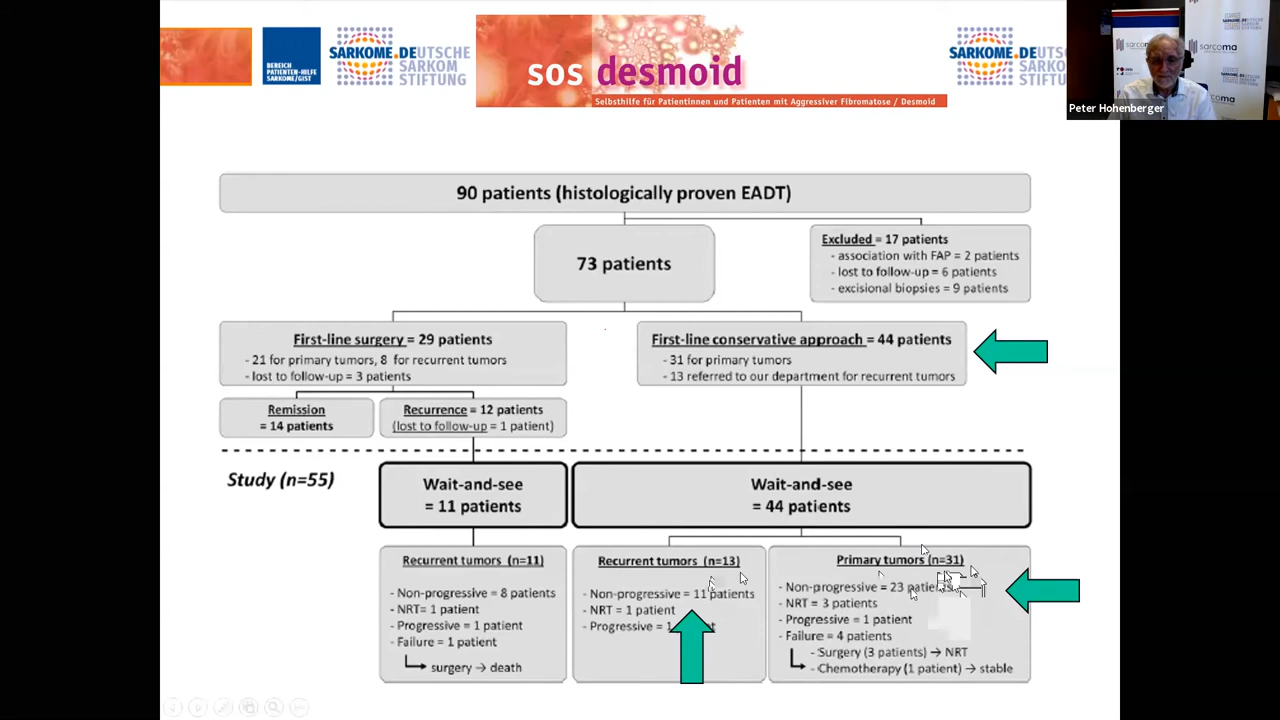 BEREICH
PATIENTEN-HILFE
SARKOME/GIST
SARKOME.DEUTSCHE
SARKOM
STIFTUNG
sos desmoid
Selbsthilfe für Patientinnen und Patienten mit Aggressiver Fibromatose / Desmoid
SARKOME.DEUTSCHE
SARKOM
STIFTUNG
sarcoma
Peter Hohenberger
90 patients (histologically proven EADT)
73 patients
Excluded = 17 patients
- association with FAP = 2 patients
- lost to follow-up = 6 patients
- excisional biopsies = 9 patients
First-line surgery = 29 patients
- 21 for primary tumors, 8 for recurrent tumors
- lost to follow-up = 3 patients
First-line conservative approach = 44 patients
- 31 for primary tumors
- 13 referred to our department for recurrent tumors
Remission
= 14 patients
Recurrence = 12 patients
(lost to follow-up = 1 patient)
Study (n=55)
Wait-and-see
= 11 patients
Wait-and-see
= 44 patients
Recurrent tumors (n=11)
- Non-progressive = 8 patients
- NRT= 1 patient
- Progressive = 1 patient
- Failure = 1 patient
surgery → death
Recurrent tumors (n=13)
- Non-progressive = 11 patients
- NRT = 1 patient
- Progressive =
Primary tumors (n=31)
- Non-progressive = 23 patients
- NRT = 3 patients
- Progressive = 1 patient
- Failure = 4 patients
- Surgery (3 patients) → NRT
- Chemotherapy (1 patient) → stable